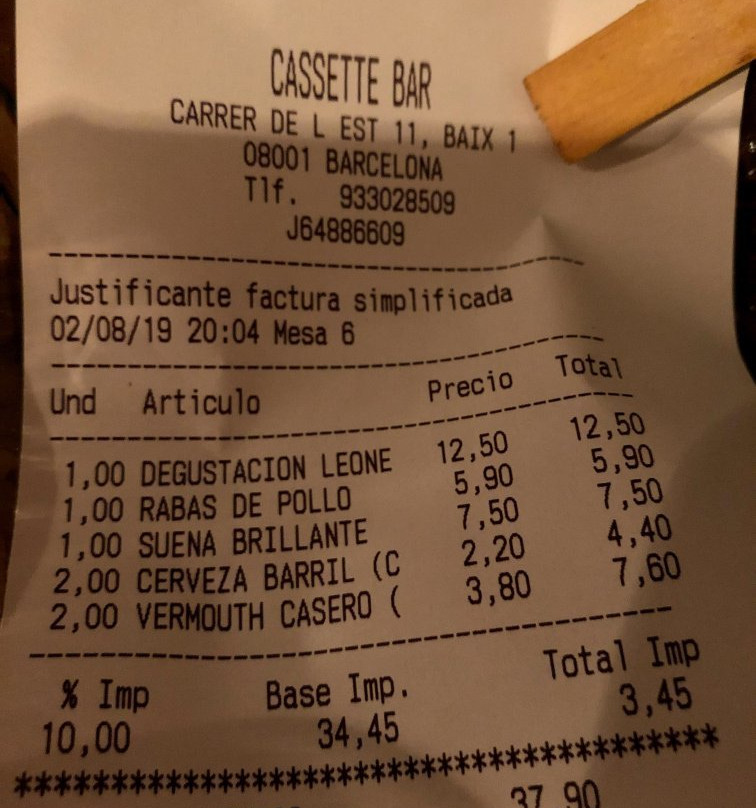 CASSETTE BAR
CARRER DE L EST 11, BAIX 1
08001 BARCELONA
Tlf. 933028509
J64886609
Justificante factura simplificada
02/08/19 20:04 Mesa 6
Und Articulo Precio Total
1,00 DEGUSTACION LEONE 12,50 12,50
1,00 RABAS DE POLLO 5,90 5,90
1,00 SUENA BRILLANTE 7,50 7,50
2,00 CERVEZA BARRIL (C 2,20 4,40
2,00 VERMOUTH CASERO ( 3,80 7,60
% Imp Base Imp. Total Imp
10,00 34,45 3,45
****************************************
37,90